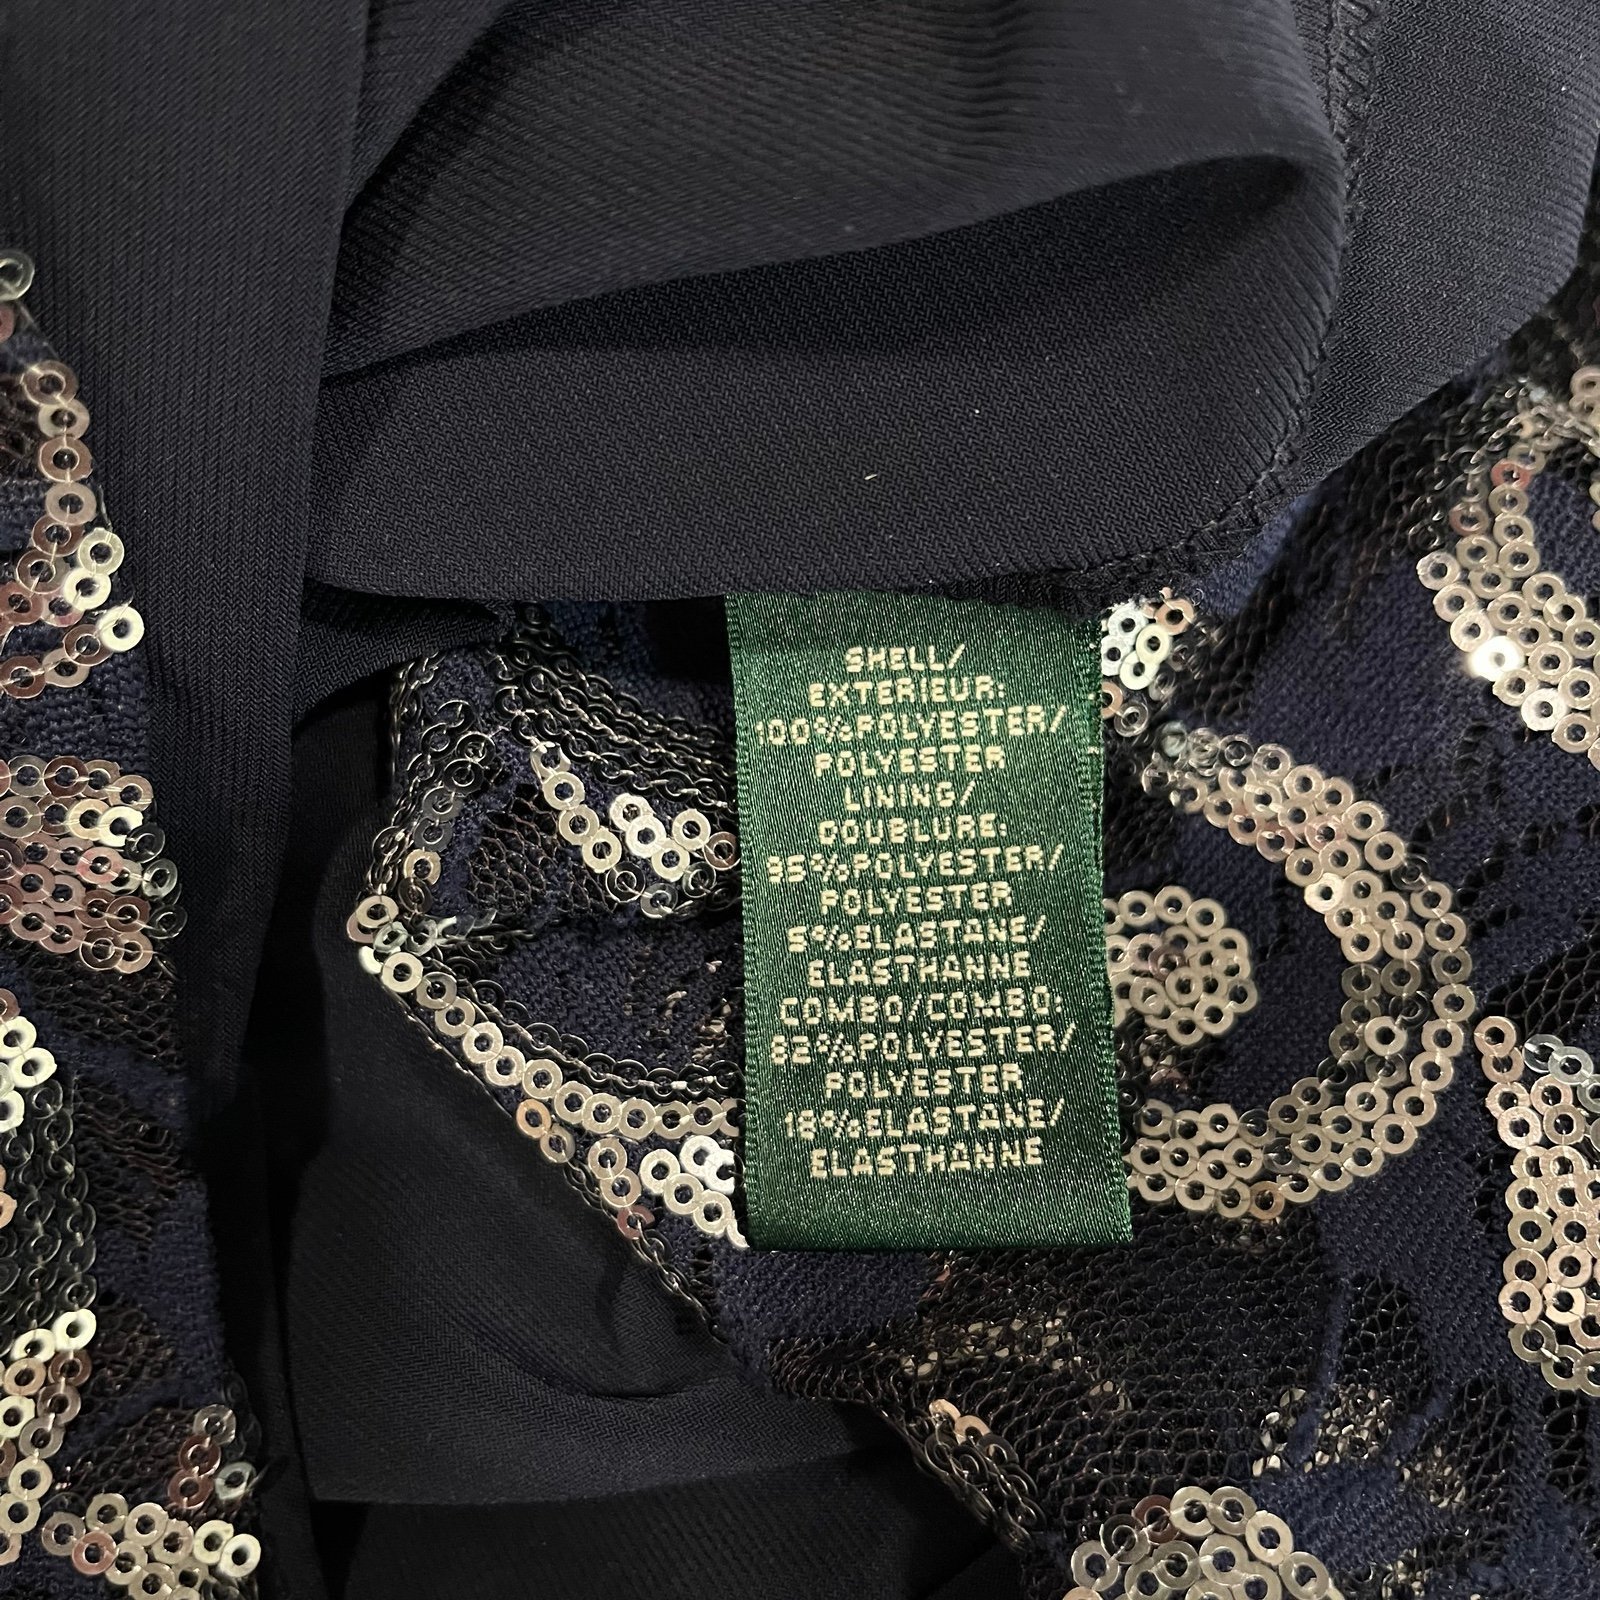 SHELL/
EXTERIEUR:
100%POLYESTER/
POLYESTER
LINING/
DOUBLURE:
95%POLYESTER/
POLYESTER
5%ELASTANE/
ELASTHANNE
COMBO/COMBO:
82%POLYESTER/
POLYESTER
18%ELASTANE/
ELASTHANNE